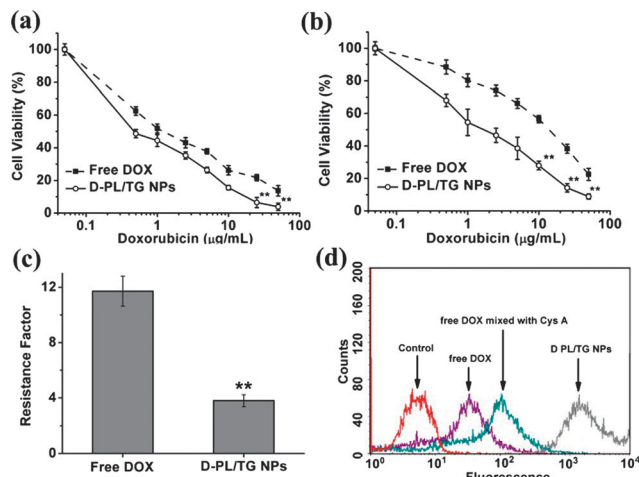 (a)
100
80
60
40
20
0
Cell Viability (%)
Free DOX
D-PL/TG NPs
**
**
0.1
1
10
100
Doxorubicin (μg/mL)
(b)
100
80
60
40
20
0
Cell Viability (%)
Free DOX
D-PL/TG NPs
**
**
**
0.1
1
10
100
Doxorubicin (μg/mL)
(c)
12
8
4
0
Resistance Factor
**
Free DOX
D-PL/TG NPs
(d)
200
160
120
80
40
0
Counts
Control
free DOX
free DOX mixed with Cys A
D PL/TG NPs
10⁰
10¹
10²
10³
10⁴
Fluorescence